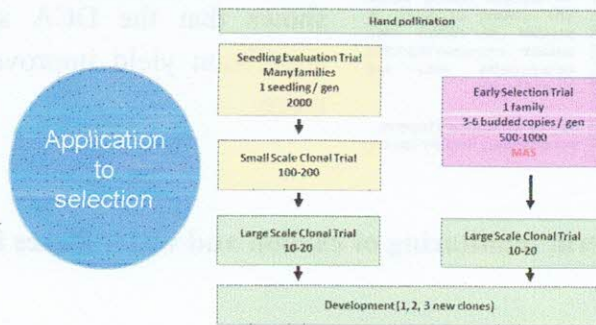 Hand pollination
Application
to
selection
Seedling Evaluation Trial
Many families
1 seedling / gen
2000
Early Selection Trial
1 family
3-6 budded copies / gen
500-1000
MAS
Small Scale Clonal Trial
100-200
Large Scale Clonal Trial
10-20
Large Scale Clonal Trial
10-20
Development (1, 2, 3 new clones)